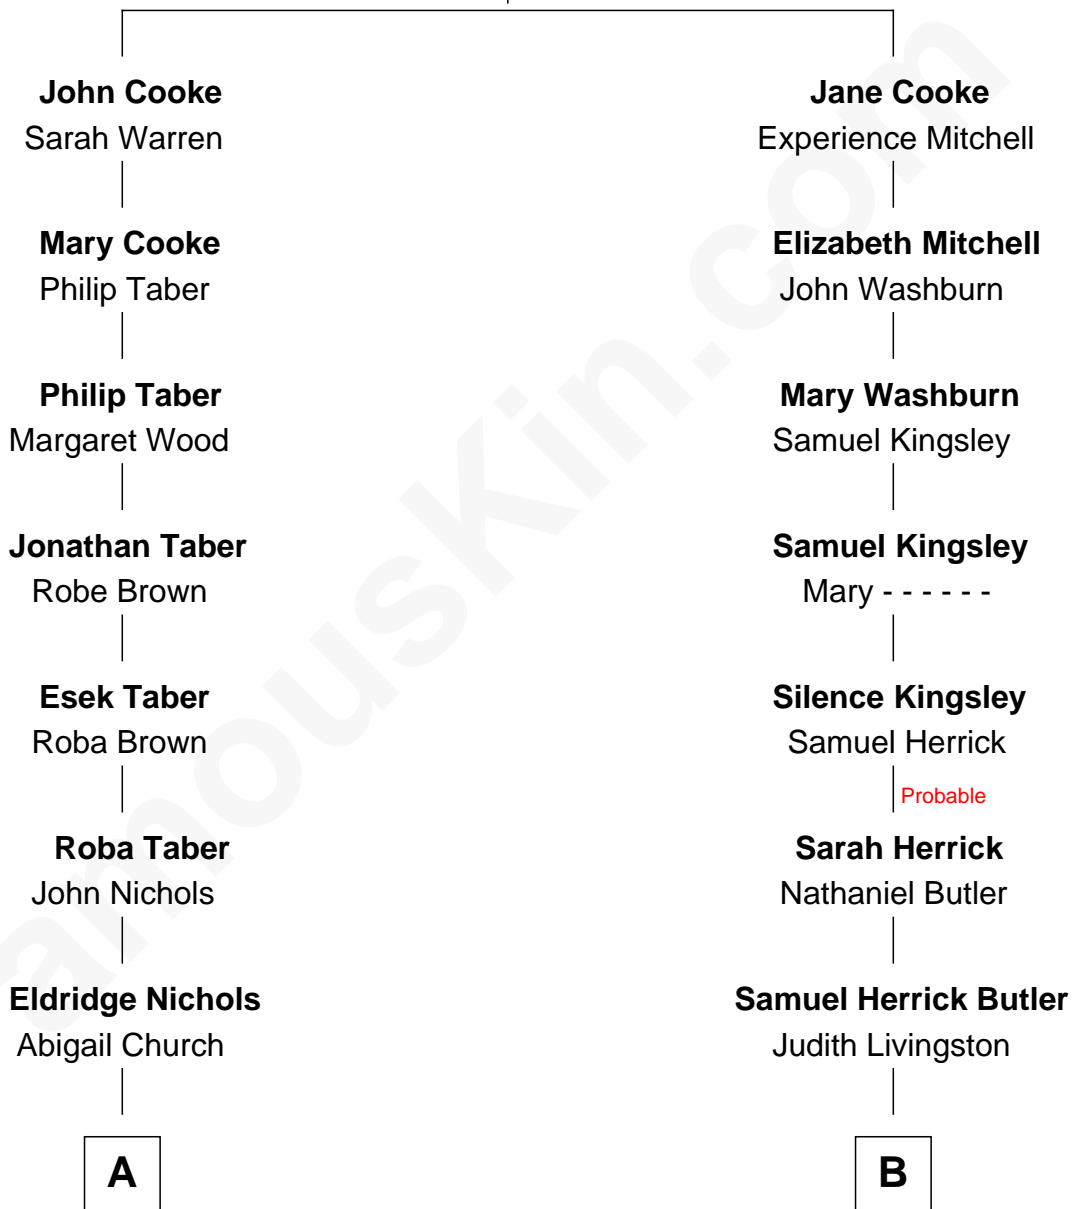 John Cooke
Sarah Warren
Jane Cooke
Experience Mitchell
Mary Cooke
Philip Taber
Elizabeth Mitchell
John Washburn
Philip Taber
Margaret Wood
Mary Washburn
Samuel Kingsley
Jonathan Taber
Robe Brown
Samuel Kingsley
Mary - - - - - -
Esek Taber
Roba Brown
Silence Kingsley
Samuel Herrick
Probable
Roba Taber
John Nichols
Sarah Herrick
Nathaniel Butler
Eldridge Nichols
Abigail Church
Samuel Herrick Butler
Judith Livingston
A
B
amousKin.com